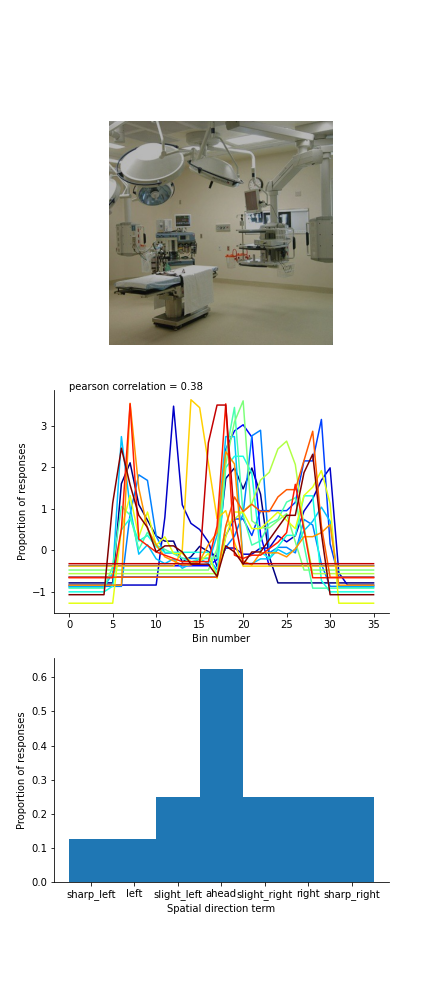 pearson correlation = 0.38
Proportion of responses
3
2
1
0
−1
0 5 10 15 20 25 30 35
Bin number
Proportion of responses
0.6
0.5
0.4
0.3
0.2
0.1
0.0
sharp_left left slight_left ahead slight_right right sharp_right
Spatial direction term